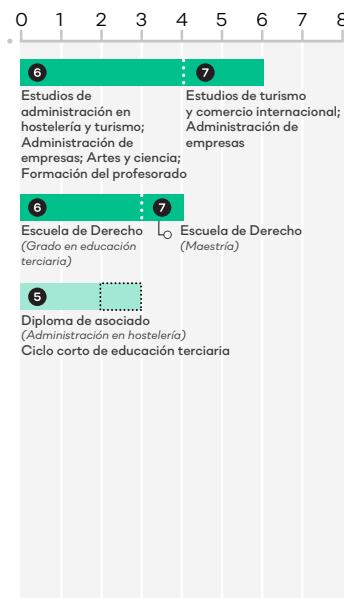 0 1 2 3 4 5 6 7 8
6 7
Estudios de
administración en
hostelería y turismo;
Administración de
empresas; Artes y ciencia;
Formación del profesorado
Estudios de turismo
y comercio internacional;
Administración de
empresas
6 7
Escuela de Derecho
(Grado en educación
terciaria)
Escuela de Derecho
(Maestría)
5
Diploma de asociado
(Administración en hostelería)
Ciclo corto de educación terciaria